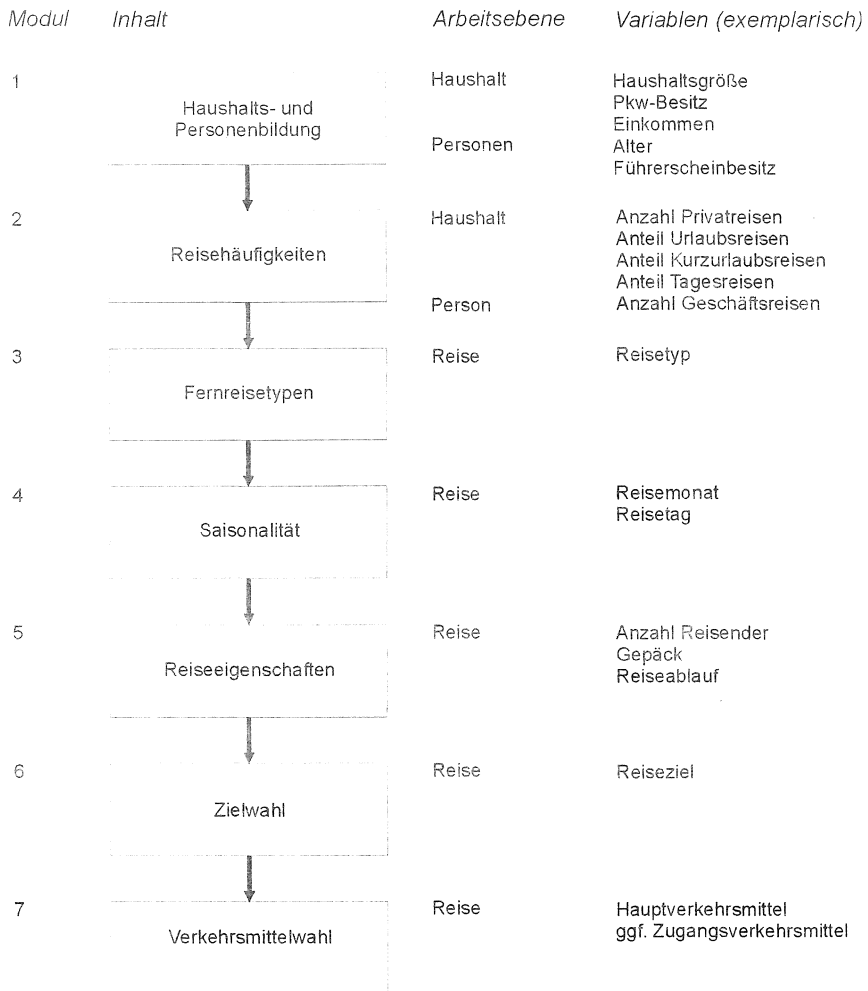 Modul Inhalt Arbeitsebene Variablen (exemplarisch)
1 Haushalt Haushaltsgröße
Haushalts- und Pkw-Besitz
Personenbildung Einkommen
Personen Alter
Führerscheinbesitz
2 Haushalt Anzahl Privatreisen
Anteil Urlaubsreisen
Reisehäufigkeiten Anteil Kurzurlaubsreisen
Anteil Tagesreisen
Person Anzahl Geschäftsreisen
3 Reise Reisetyp
Fernreisetypen
4 Reise Reisemonat
Reisetag
Saisonalität
5 Reise Anzahl Reisender
Gepäck
Reiseeigenschaften Reiseablauf
6 Reise Reiseziel
Zielwahl
7 Reise Hauptverkehrsmittel
Verkehrsmittelwahl ggf. Zugangsverkehrsmittel